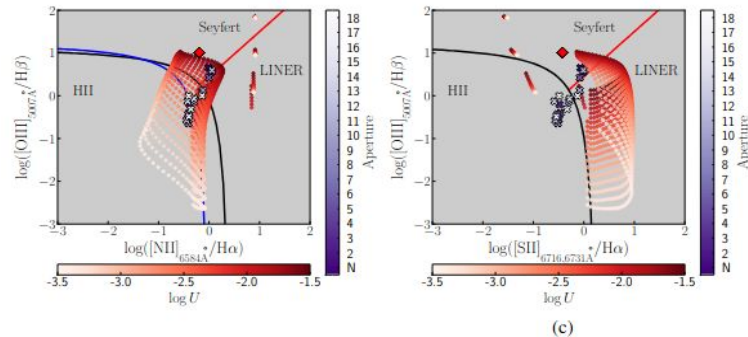 Seyfert
HII
LINER
log([OIII]5007Å/Hβ)
2
1
0
−1
−2
−3
−3 −2 −1 0 1 2
log([NII]6584Å/Hα)
−3.5 −3.0 −2.5 −2.0 −1.5
log U
18
17
16
15
14
13
12
11
10
9
8
7
6
5
4
3
2
N
Aperture
Seyfert
HII
LINER
log([OIII]5007Å/Hβ)
2
1
0
−1
−2
−3
−3 −2 −1 0 1 2
log([SII]6716,6731Å/Hα)
−3.5 −3.0 −2.5 −2.0 −1.5
log U
18
17
16
15
14
13
12
11
10
9
8
7
6
5
4
3
2
N
Aperture
(c)